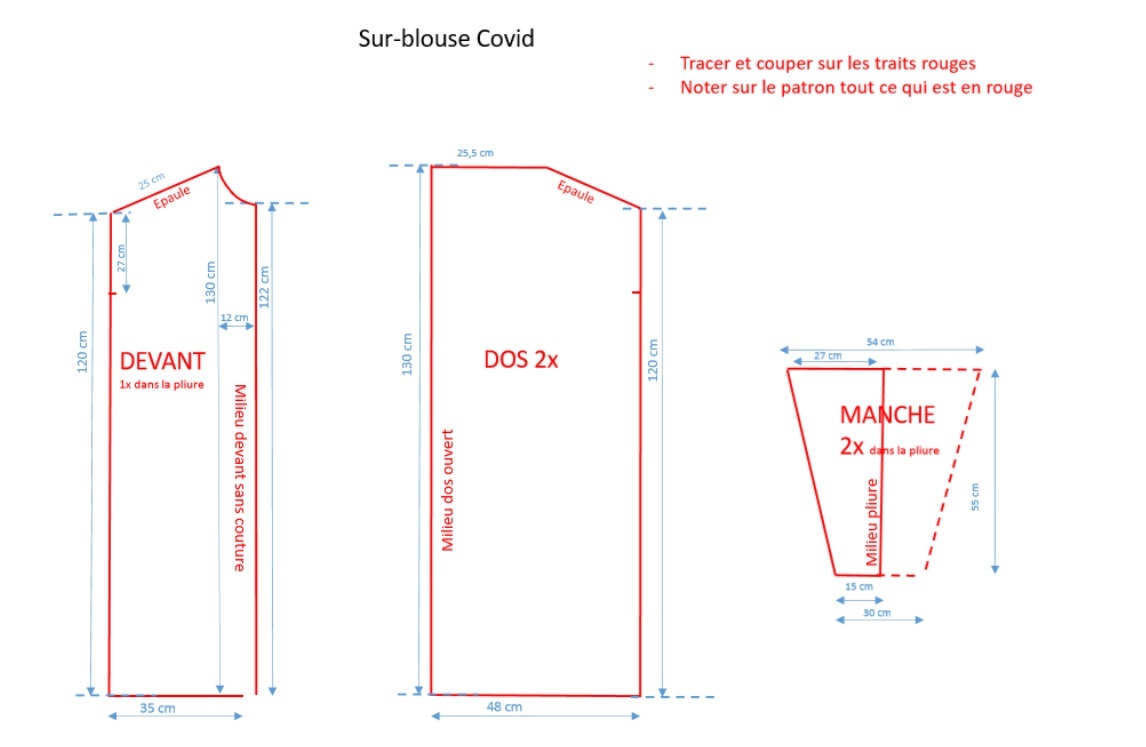 Sur-blouse Covid
- Tracer et couper sur les traits rouges
- Noter sur le patron tout ce qui est en rouge
25 cm
Epaule
27 cm
120 cm
130 cm
122 cm
12 cm
DEVANT
1x dans la pliure
Milieu devant sans couture
35 cm
25,5 cm
Epaule
130 cm
DOS 2x
120 cm
Milieu dos ouvert
48 cm
54 cm
27 cm
MANCHE
2x dans la pliure
Milieu pliure
55 cm
15 cm
30 cm